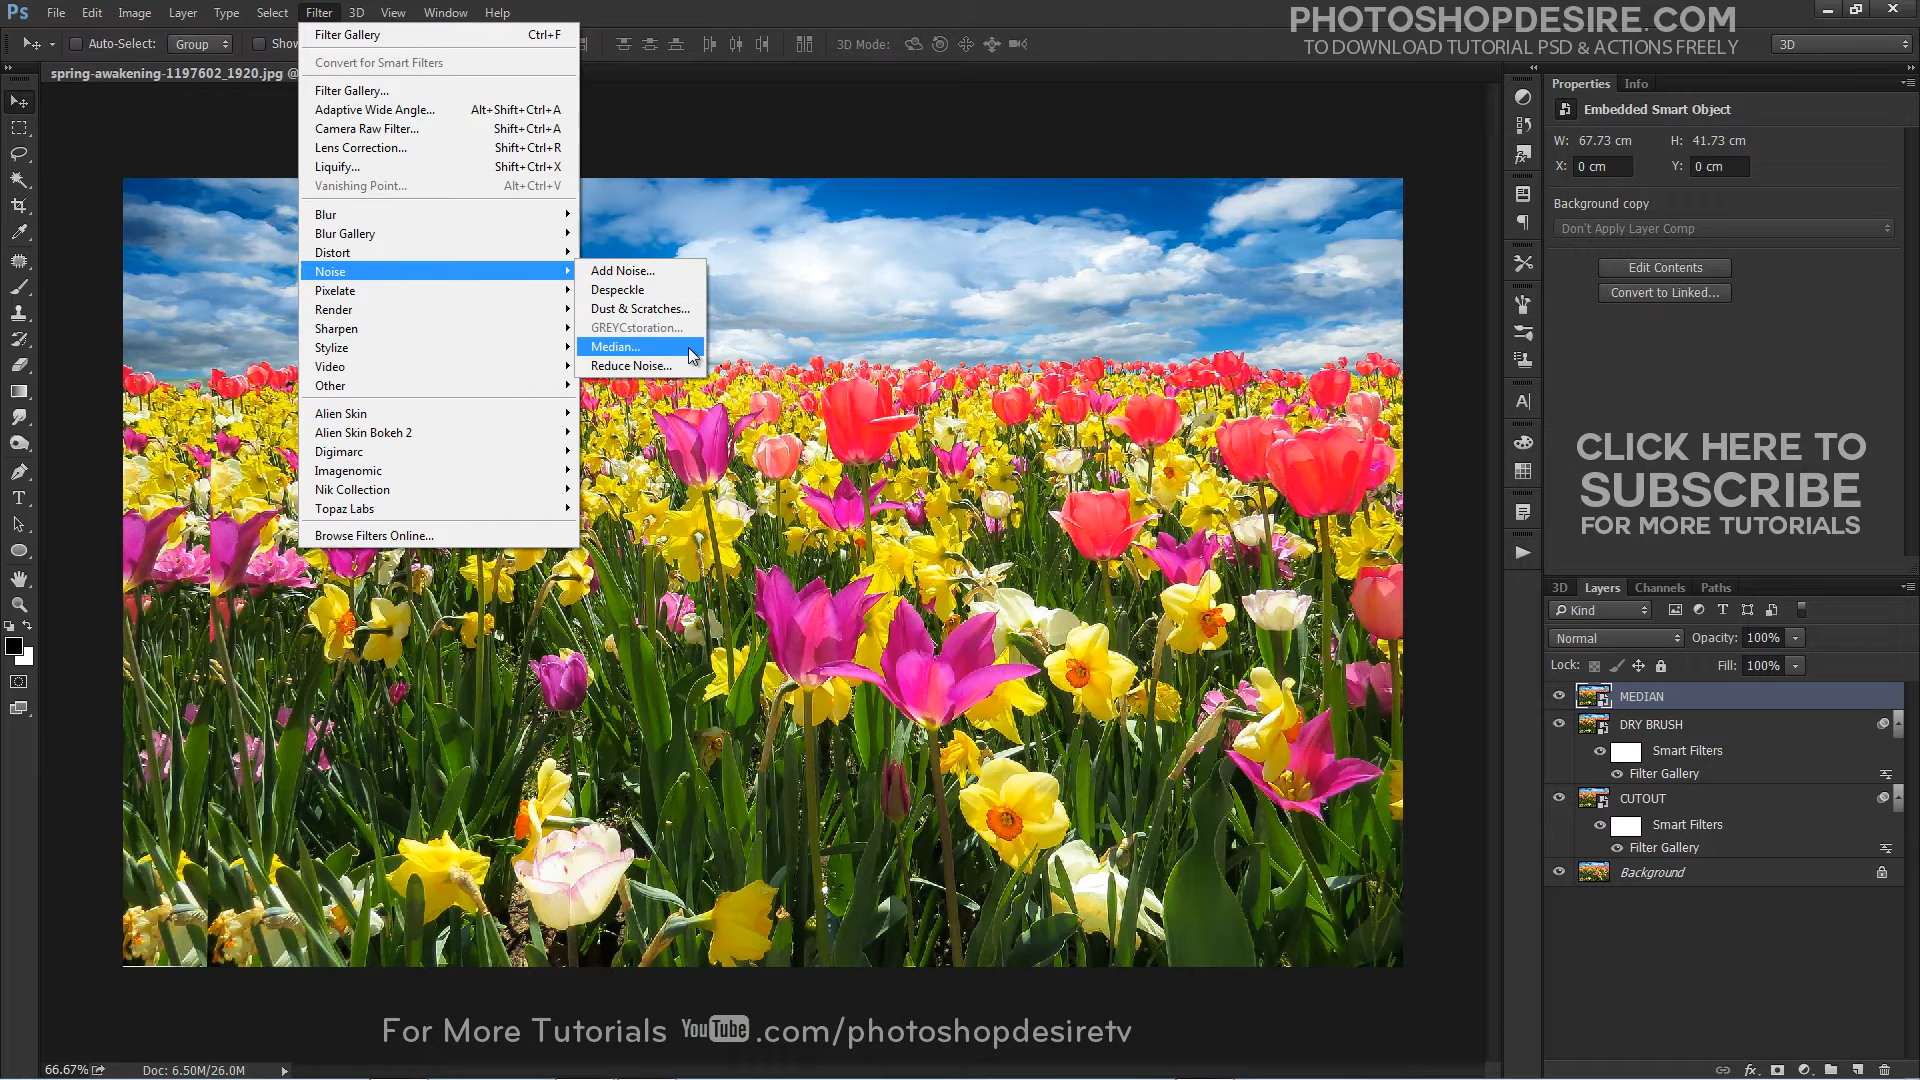 Ps File Edit Image Layer Type Select Filter 3D View Window Help
PHOTOSHOPDESIRE.COM
TO DOWNLOAD TUTORIAL PSD & ACTIONS FREELY
Auto-Select: Group Show
3D Mode:
3D
spring-awakening-1197602_1920.jpg @
Filter Gallery Ctrl+F
Convert for Smart Filters
Filter Gallery...
Adaptive Wide Angle... Alt+Shift+Ctrl+A
Camera Raw Filter... Shift+Ctrl+A
Lens Correction... Shift+Ctrl+R
Liquify... Shift+Ctrl+X
Vanishing Point... Alt+Ctrl+V
Blur
Blur Gallery
Distort
Noise
Pixelate
Render
Sharpen
Stylize
Video
Other
Alien Skin
Alien Skin Bokeh 2
Digimarc
Imagenomic
Nik Collection
Topaz Labs
Browse Filters Online...
Add Noise...
Despeckle
Dust & Scratches...
GREYCstoration...
Median...
Reduce Noise...
Properties Info
Embedded Smart Object
W: 67.73 cm H: 41.73 cm
X: 0 cm Y: 0 cm
Background copy
Don't Apply Layer Comp
Edit Contents
Convert to Linked...
CLICK HERE TO
SUBSCRIBE
FOR MORE TUTORIALS
3D Layers Channels Paths
Kind
Normal Opacity: 100%
Lock: Fill: 100%
MEDIAN
DRY BRUSH
Smart Filters
Filter Gallery
CUTOUT
Smart Filters
Filter Gallery
Background
For More Tutorials YouTube .com/photoshopdesiretv
66.67% Doc: 6.50M/26.0M